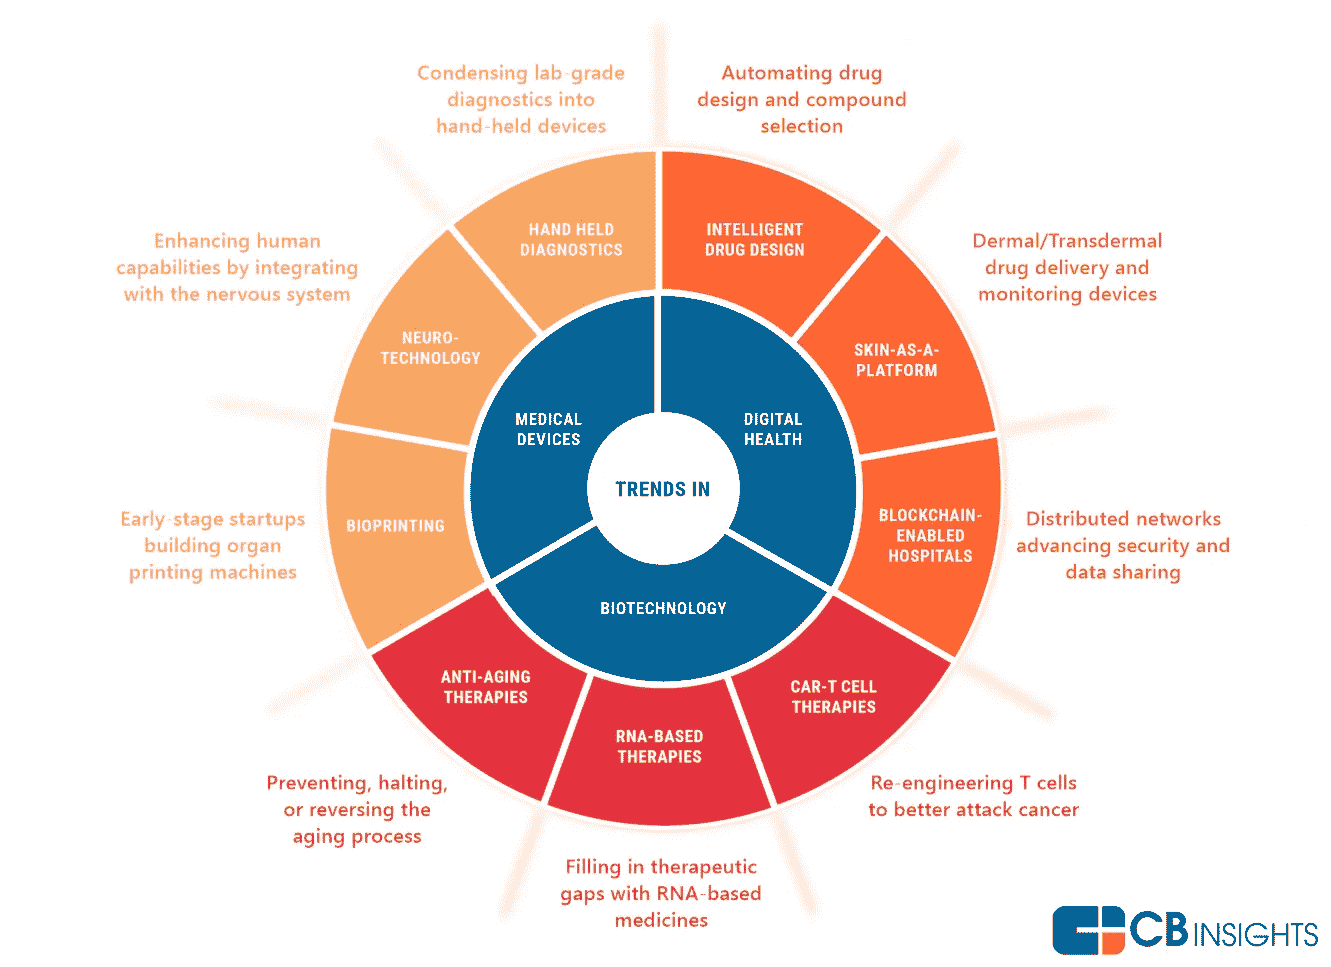 Condensing lab-grade
diagnostics into
hand-held devices
Automating drug
design and compound
selection
Enhancing human
capabilities by integrating
with the nervous system
Dermal/Transdermal
drug delivery and
monitoring devices
HAND HELD
DIAGNOSTICS
INTELLIGENT
DRUG DESIGN
NEURO-
TECHNOLOGY
SKIN-AS-A-
PLATFORM
MEDICAL
DEVICES
DIGITAL
HEALTH
TRENDS IN
BIOPRINTING
BLOCKCHAIN-
ENABLED
HOSPITALS
Early-stage startups
building organ
printing machines
Distributed networks
advancing security and
data sharing
BIOTECHNOLOGY
ANTI-AGING
THERAPIES
RNA-BASED
THERAPIES
CAR-T CELL
THERAPIES
Preventing, halting,
or reversing the
aging process
Filling in therapeutic
gaps with RNA-based
medicines
Re-engineering T cells
to better attack cancer
CB INSIGHTS